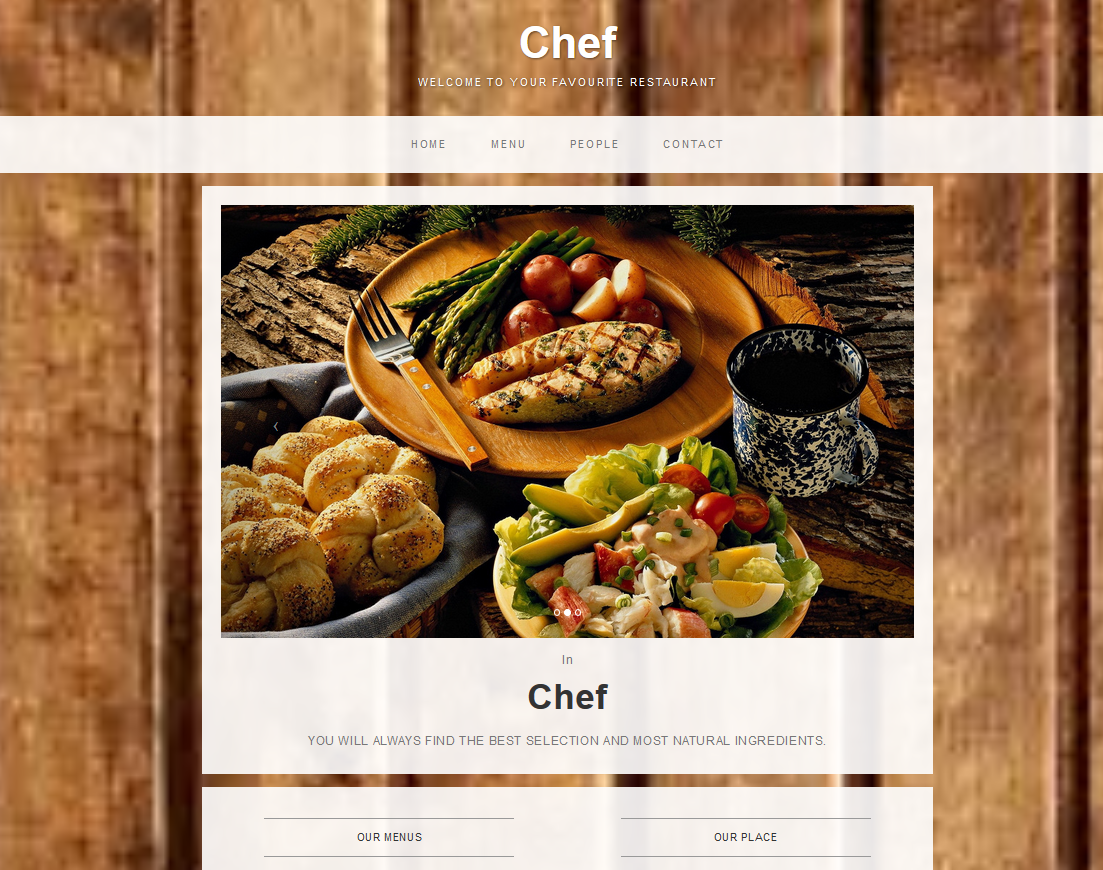 Chef
WELCOME TO YOUR FAVOURITE RESTAURANT
HOME MENU PEOPLE CONTACT
In
Chef
YOU WILL ALWAYS FIND THE BEST SELECTION AND MOST NATURAL INGREDIENTS.
OUR MENUS OUR PLACE